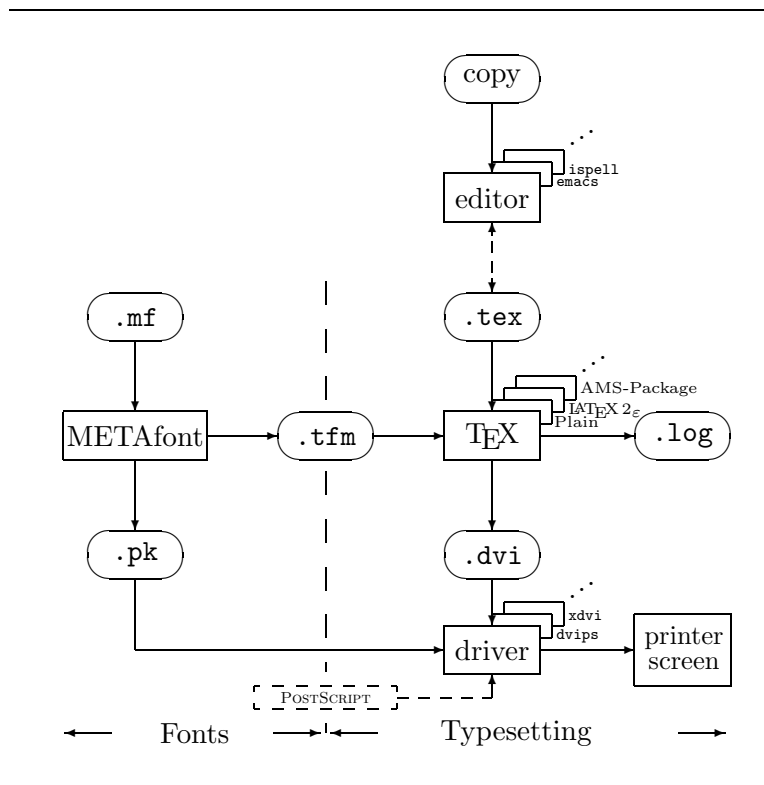 copy
ispell
emacs
editor
.mf
.tex
AMS-Package
LATEX 2ε
Plain
METAfont
.tfm
TEX
.log
.pk
.dvi
xdvi
dvips
driver
printer
screen
POSTSCRIPT
Fonts
Typesetting